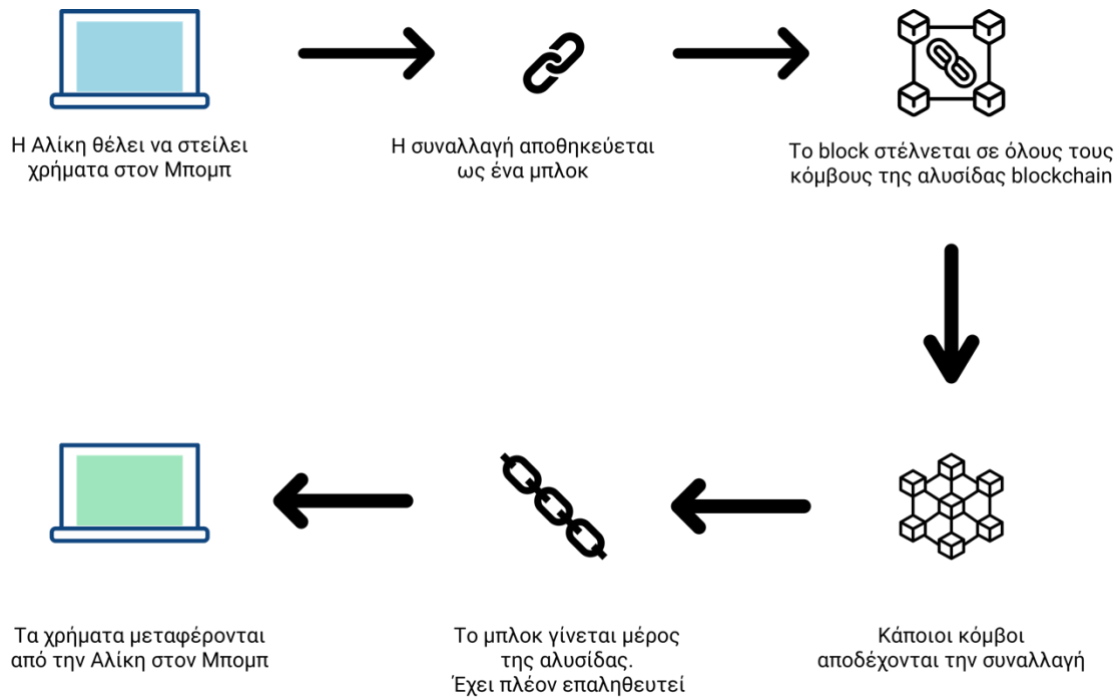 Η Αλίκη θέλει να στείλει
χρήματα στον Μπομπ
Η συναλλαγή αποθηκεύεται
ως ένα μπλοκ
Το block στέλνεται σε όλους τους
κόμβους της αλυσίδας blockchain
Κάποιοι κόμβοι
αποδέχονται την συναλλαγή
Το μπλοκ γίνεται μέρος
της αλυσίδας.
Έχει πλέον επαληθευτεί
Τα χρήματα μεταφέρονται
από την Αλίκη στον Μπομπ